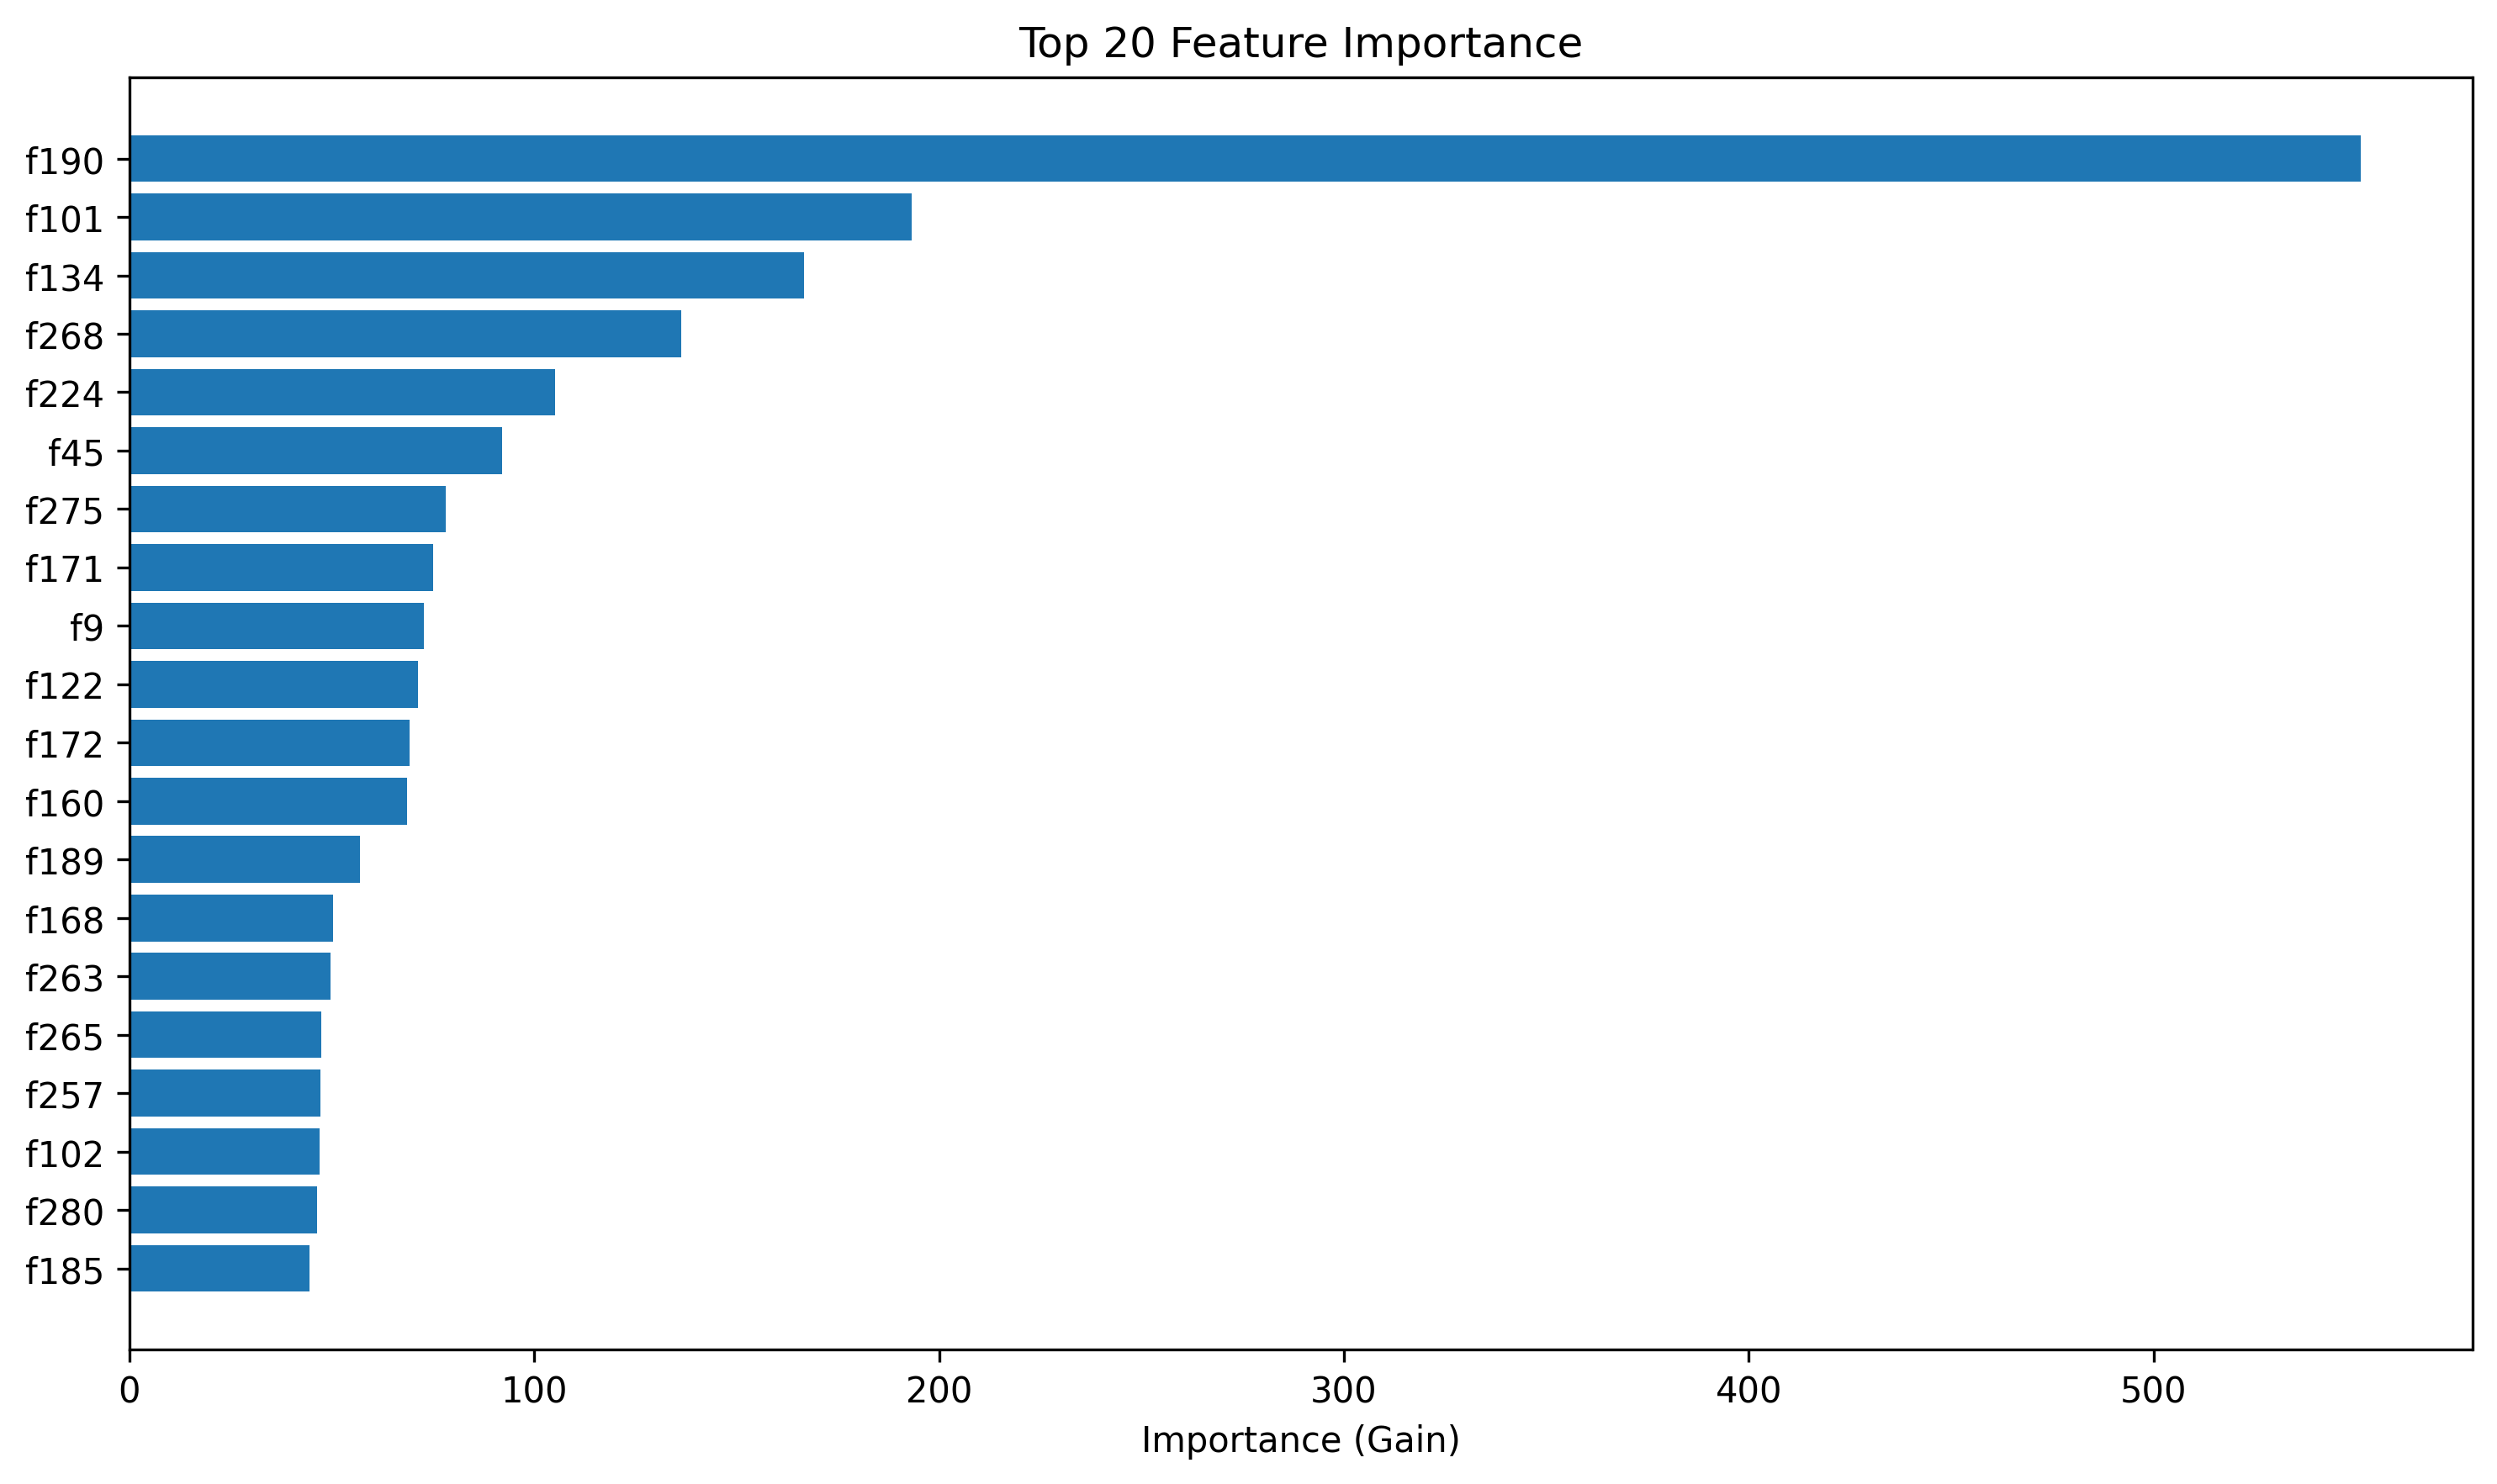 Top 20 Feature Importance
f190
f101
f134
f268
f224
f45
f275
f171
f9
f122
f172
f160
f189
f168
f263
f265
f257
f102
f280
f185
0 100 200 300 400 500
Importance (Gain)